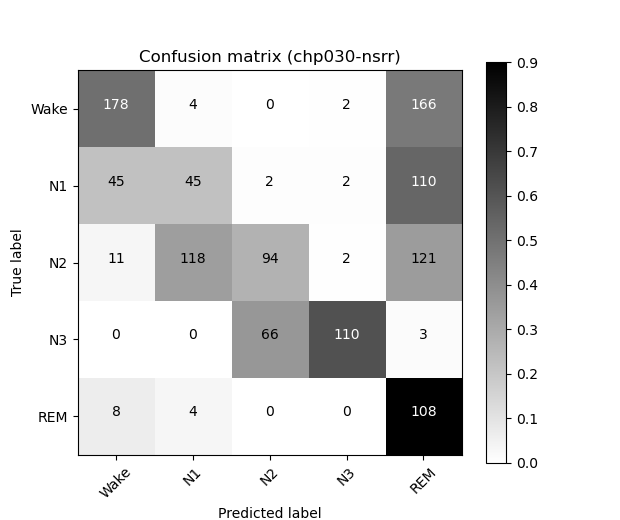 Confusion matrix (chp030-nsrr)
0.9
0.8
0.7
0.6
0.5
0.4
0.3
0.2
0.1
0.0
True label
Wake 178 4 0 2 166
N1 45 45 2 2 110
N2 11 118 94 2 121
N3 0 0 66 110 3
REM 8 4 0 0 108
Wake N1 N2 N3 REM
Predicted label